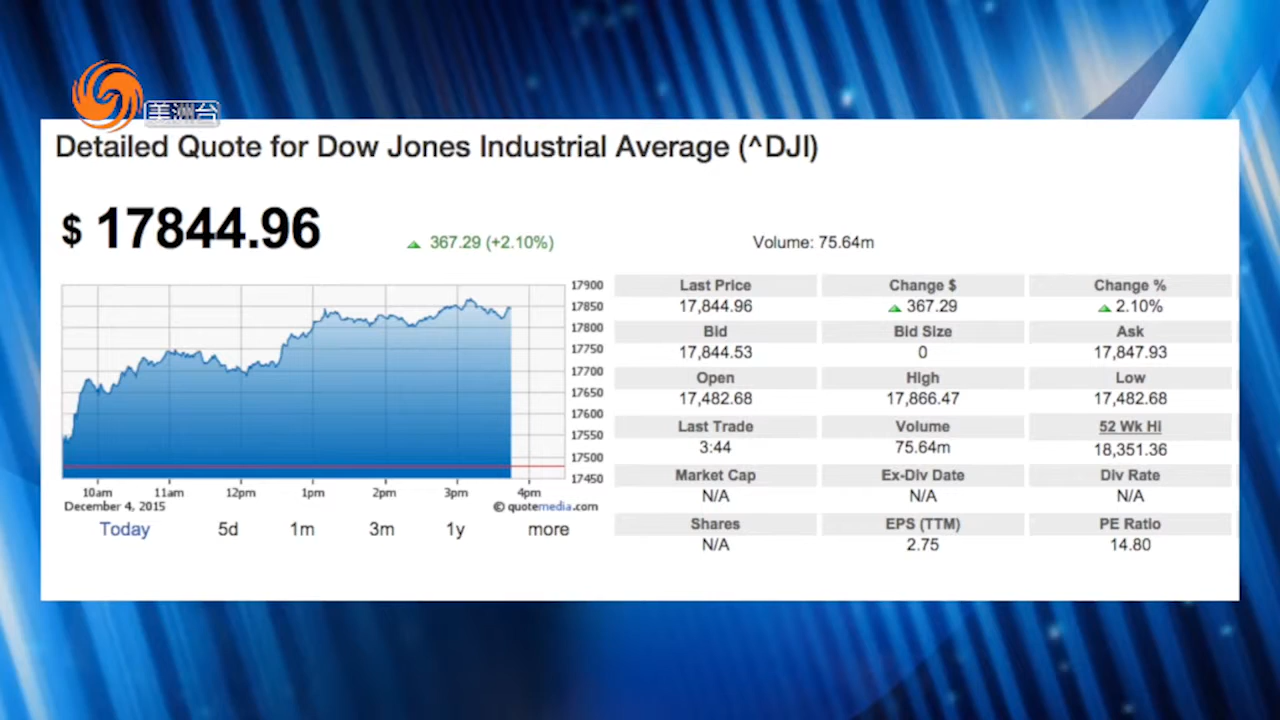 美洲台
Detailed Quote for Dow Jones Industrial Average (^DJI)
$ 17844.96
367.29 (+2.10%)
Volume: 75.64m
17900
17850
17800
17750
17700
17650
17600
17550
17500
17450
10am 11am 12pm 1pm 2pm 3pm 4pm
December 4, 2015
© quotemedia.com
Today 5d 1m 3m 1y more
Last Price Change $ Change %
17,844.96 367.29 2.10%
Bid Bid Size Ask
17,844.53 0 17,847.93
Open High Low
17,482.68 17,866.47 17,482.68
Last Trade Volume 52 Wk Hi
3:44 75.64m 18,351.36
Market Cap Ex-Div Date Div Rate
N/A N/A N/A
Shares EPS (TTM) PE Ratio
N/A 2.75 14.80